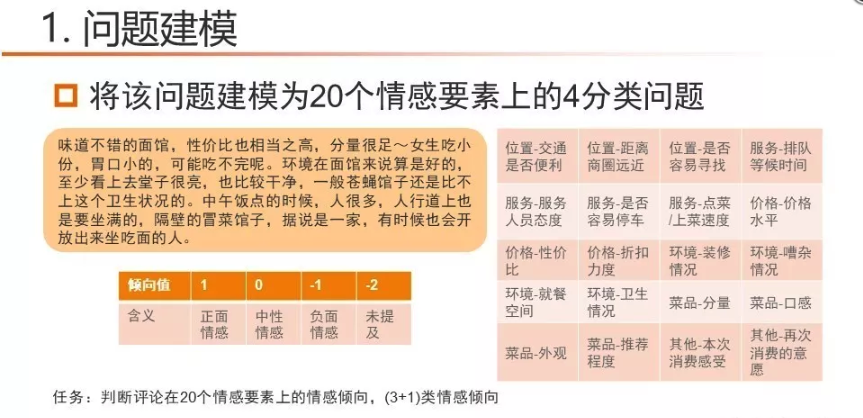 1. 问题建模
将该问题建模为20个情感要素上的4分类问题
味道不错的面馆，性价比也相当之高，分量很足～女生吃小
份，胃口小的，可能吃不完呢。环境在面馆来说算是好的，
至少看上去堂子很亮，也比较干净，一般苍蝇馆子还是比不
上这个卫生状况的。中午饭点的时候，人很多，人行道上也
是要坐满的，隔壁的冒菜馆子，据说是一家，有时候也会开
放出来坐吃面的人。
倾向值 1 0 -1 -2
含义 正面 中性 负面 未提
情感 情感 情感 及
位置-交通 位置-距离 位置-是否 服务-排队
是否便利 商圈远近 容易寻找 等候时间
服务-服务 服务-是否 服务-点菜 价格-价格
人员态度 容易停车 /上菜速度 水平
价格-性价 价格-折扣 环境-装修 环境-嘈杂
比 力度 情况 情况
环境-就餐 环境-卫生 菜品-分量 菜品-口感
空间 情况
菜品-外观 菜品-推荐 其他-本次 其他-再次
程度 消费感受 消费的意
愿
任务：判断评论在20个情感要素上的情感倾向，(3+1)类情感倾向